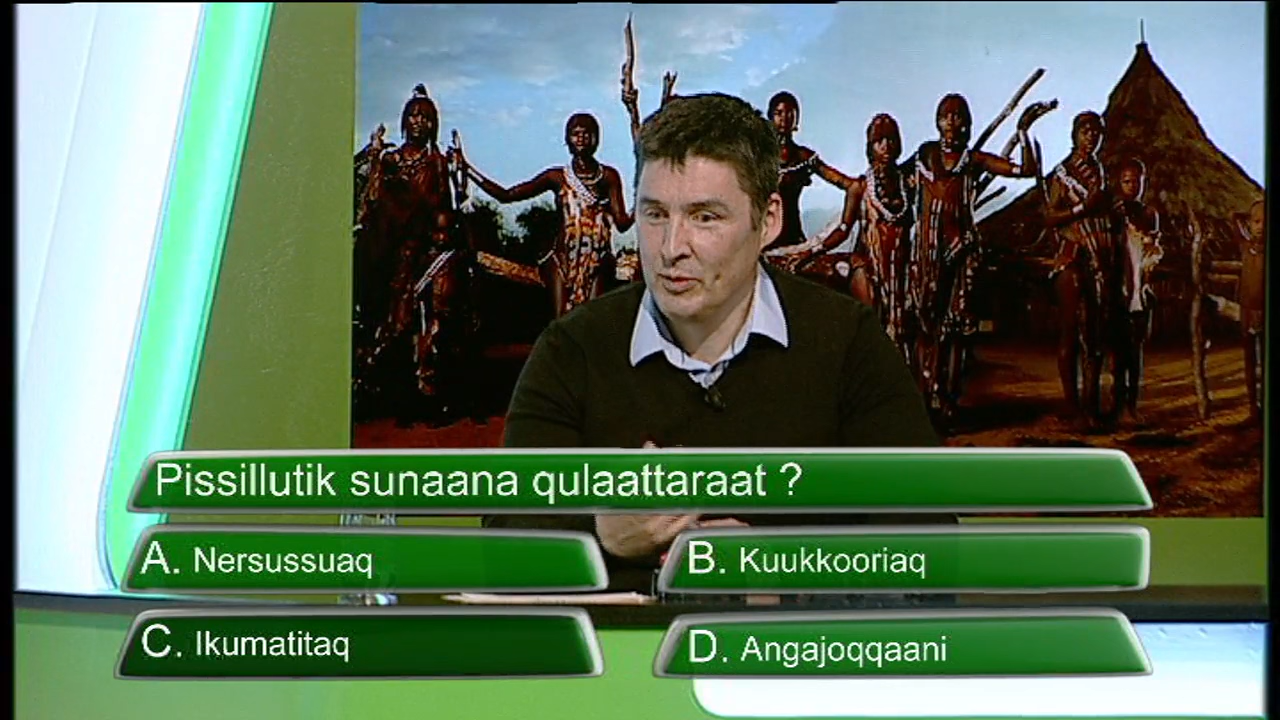 Pissillutik sunaana qulaattaraat ?
A. Nersussuaq
B. Kuukkooriaq
C. Ikumatitaq
D. Angajoqqaani